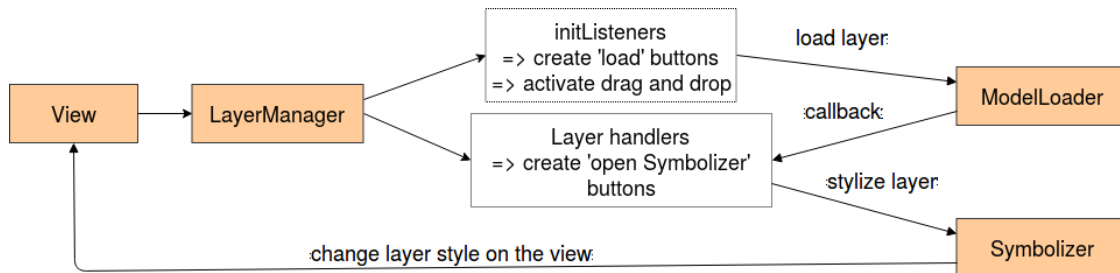 View
LayerManager
initListeners
=> create 'load' buttons
=> activate drag and drop
Layer handlers
=> create 'open Symbolizer'
buttons
load layer
ModelLoader
callback
stylize layer
Symbolizer
change layer style on the view